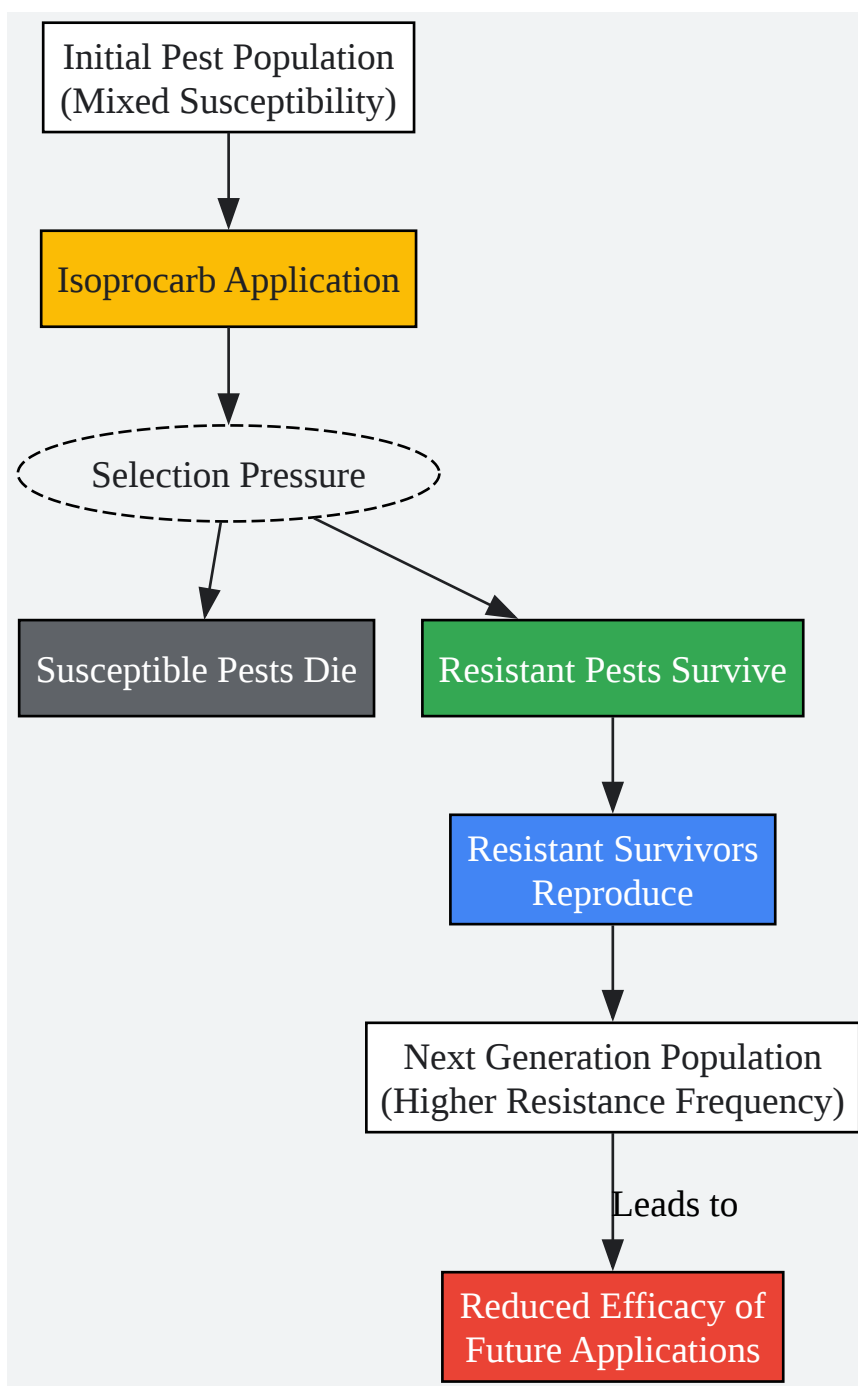 Initial Pest Population
(Mixed Susceptibility)
Isoprocarb Application
Selection Pressure
Susceptible Pests Die
Resistant Pests Survive
Resistant Survivors
Reproduce
Next Generation Population
(Higher Resistance Frequency)
Leads to
Reduced Efficacy of
Future Applications